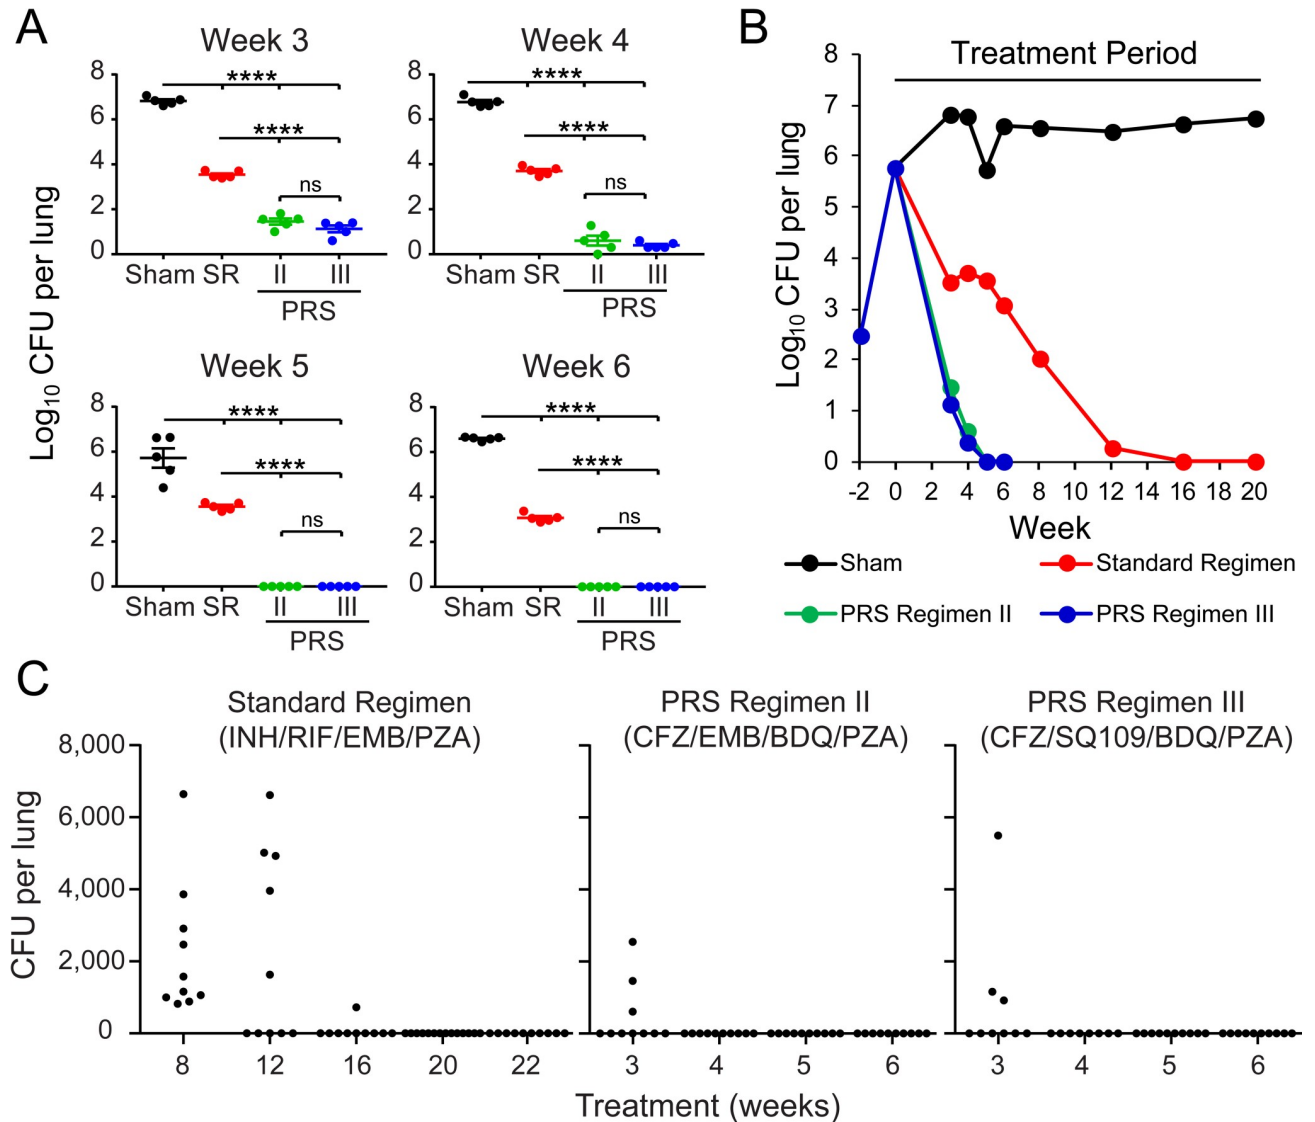 A
Week 3
Week 4
Log10 CFU per lung
8
6
4
2
0
****
****
ns
Sham SR II III
PRS
8
6
4
2
0
****
****
ns
Sham SR II III
PRS
Week 5
Week 6
8
6
4
2
0
****
****
ns
Sham SR II III
PRS
8
6
4
2
0
****
****
ns
Sham SR II III
PRS
B
Treatment Period
Log10 CFU per lung
8
7
6
5
4
3
2
1
0
-2 0 2 4 6 8 10 12 14 16 18 20
Week
Sham
Standard Regimen
PRS Regimen II
PRS Regimen III
C
Standard Regimen
(INH/RIF/EMB/PZA)
PRS Regimen II
(CFZ/EMB/BDQ/PZA)
PRS Regimen III
(CFZ/SQ109/BDQ/PZA)
CFU per lung
8,000
6,000
4,000
2,000
0
8 12 16 20 22
3 4 5 6
3 4 5 6
Treatment (weeks)